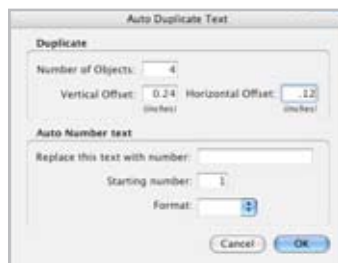 Auto Duplicate Text
Duplicate
Number of Objects: 4
Vertical Offset: 0.24 Horizontal Offset: .12
(inches) (inches)
Auto Number text
Replace this text with number:
Starting number: 1
Format:
Cancel OK